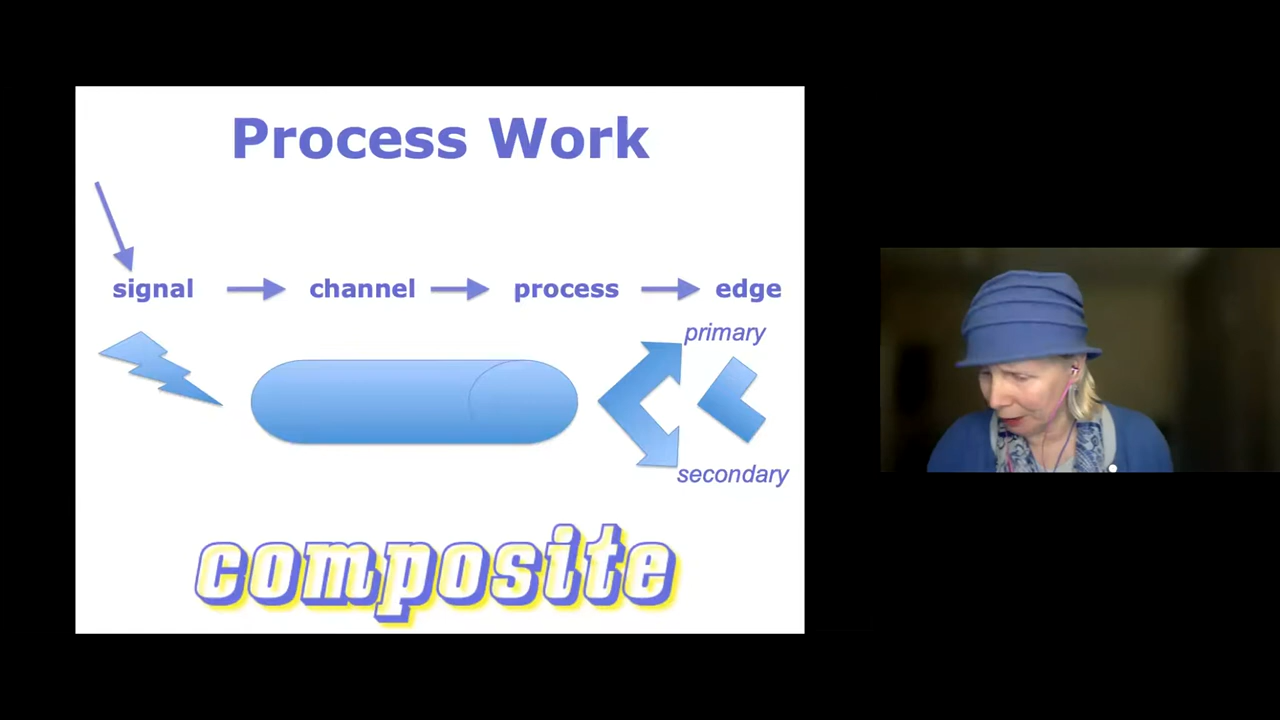 Process Work
signal channel process edge
primary
secondary
composite